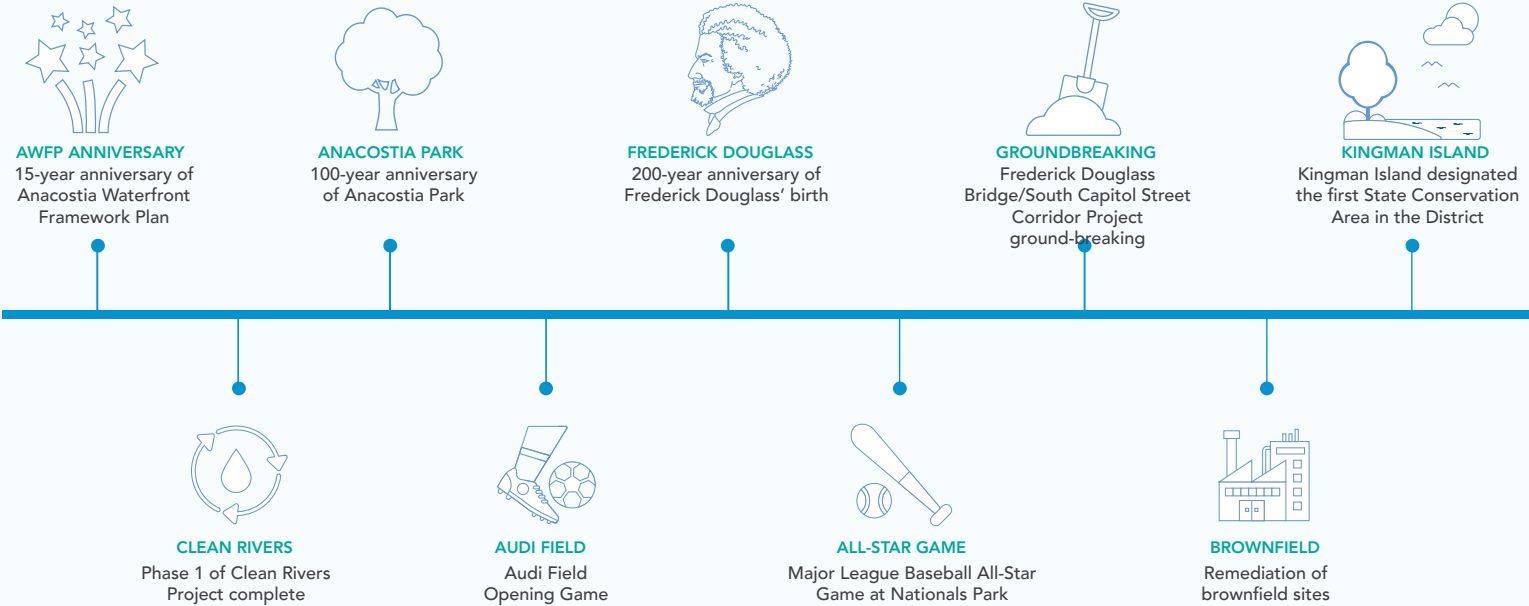 AWFP ANNIVERSARY
15-year anniversary of
Anacostia Waterfront
Framework Plan
ANACOSTIA PARK
100-year anniversary
of Anacostia Park
FREDERICK DOUGLASS
200-year anniversary of
Frederick Douglass’ birth
GROUNDBREAKING
Frederick Douglass
Bridge/South Capitol Street
Corridor Project
ground-breaking
KINGMAN ISLAND
Kingman Island designated
the first State Conservation
Area in the District
CLEAN RIVERS
Phase 1 of Clean Rivers
Project complete
AUDI FIELD
Audi Field
Opening Game
ALL-STAR GAME
Major League Baseball All-Star
Game at Nationals Park
BROWNFIELD
Remediation of
brownfield sites